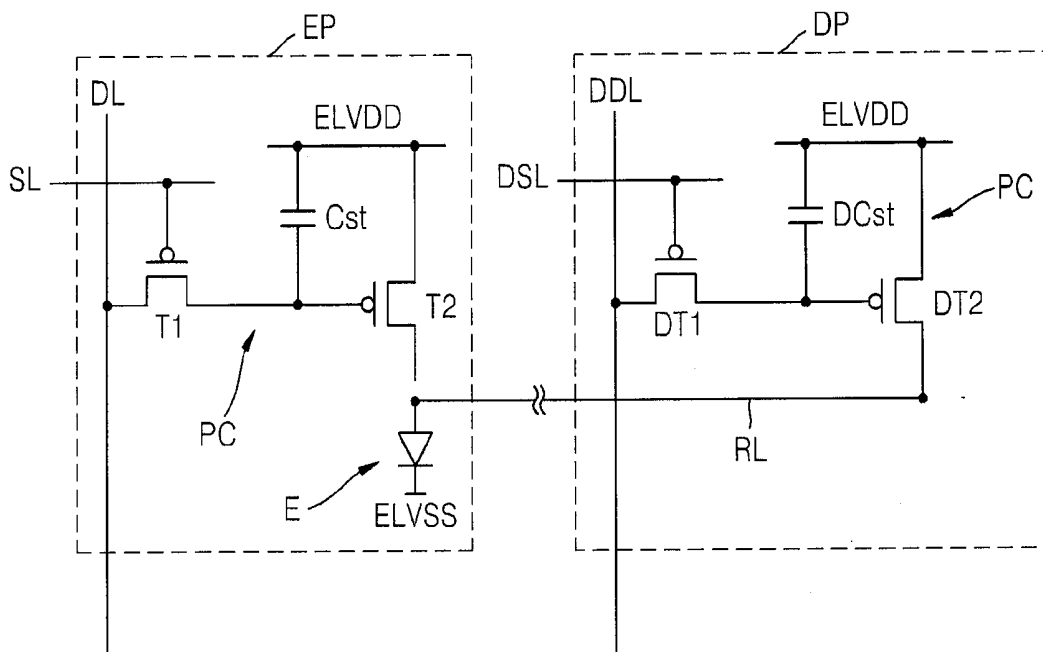 EP
DP
DL
DDL
ELVDD
ELVDD
SL
DSL
PC
Cst
DCst
T1
T2
DT1
DT2
PC
RL
E
ELVSS